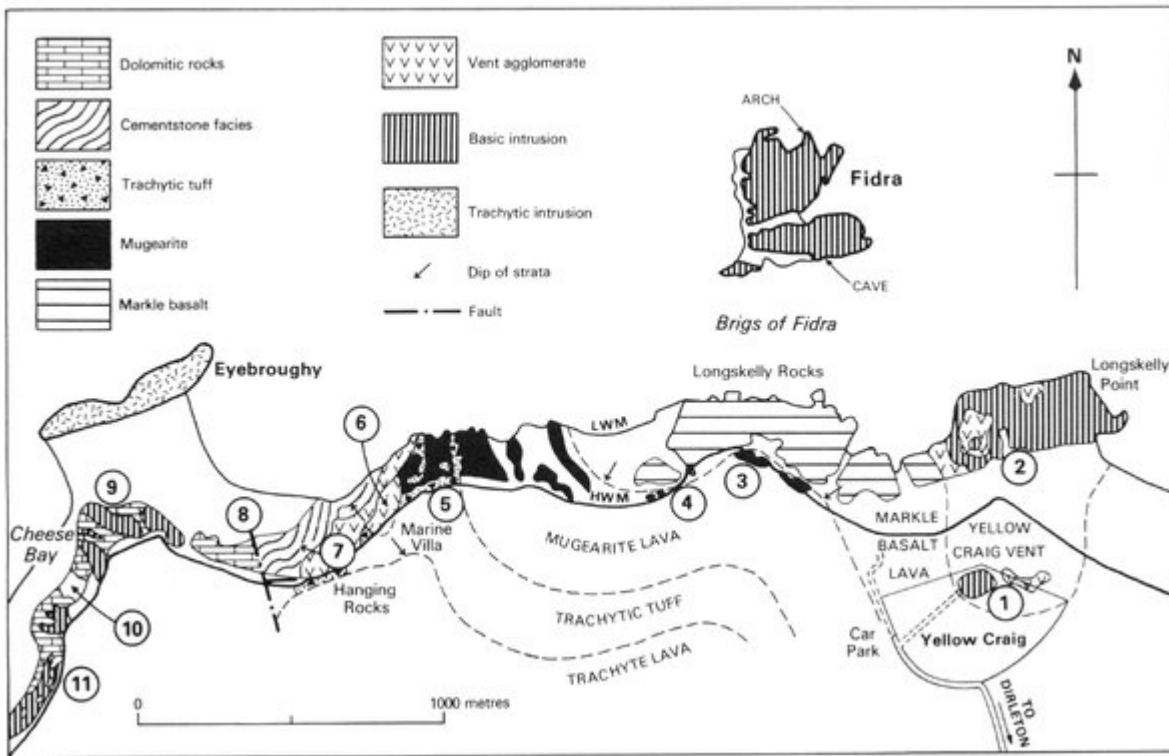 Dolomitic rocks
Cementstone facies
Trachytic tuff
Mugearite
Markle basalt
Vent agglomerate
Basic intrusion
Trachytic intrusion
Dip of strata
Fault
ARCH
Fidra
CAVE
Brigs of Fidra
N
Eyebroughy
Longskelly Rocks
Longskelly
Point
LWM
HWM
6
9
8
5
4
3
2
Cheese
Bay
7
Marine
Villa
Hanging
Rocks
MUGEARITE LAVA
MARKLE
BASALT
LAVA
YELLOW
CRAIG VENT
1
10
11
TRACHYTIC TUFF
TRACHYTE LAVA
Car
Park
Yellow Craig
0
1000 metres
TO
DIRLETON